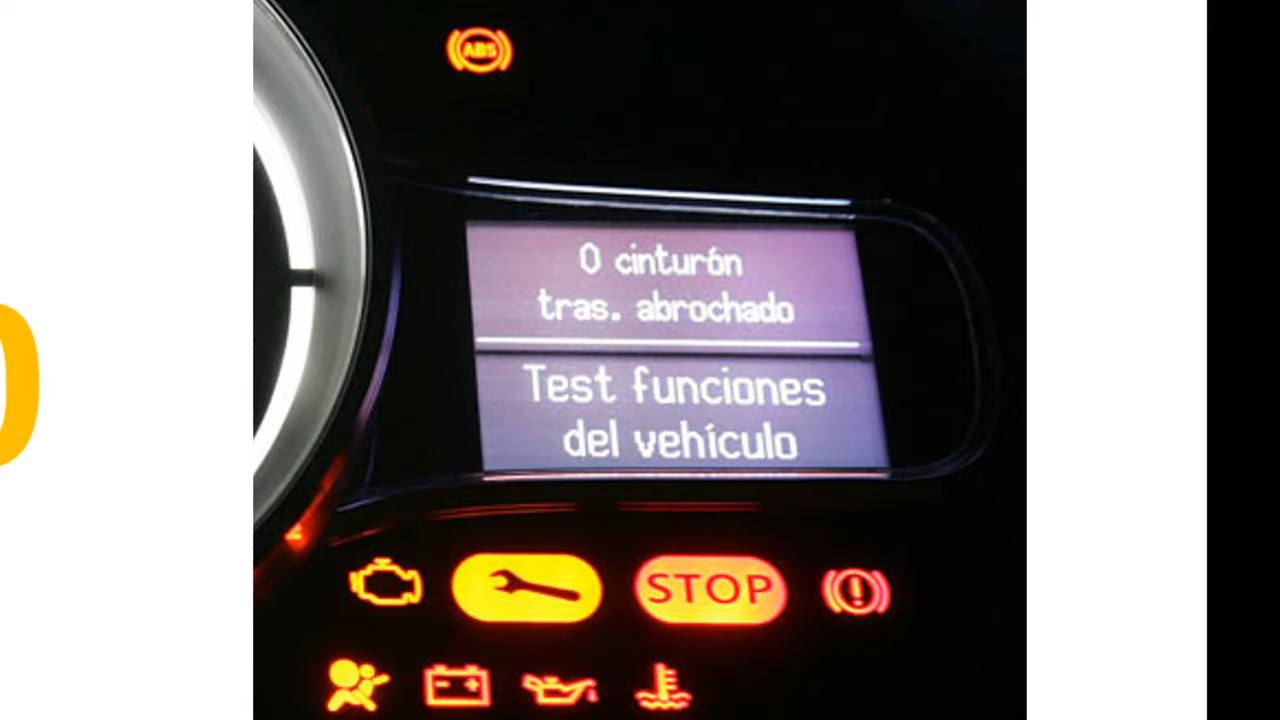 ABS
0 cinturón
tras. abrochado
Test funciones
del vehículo
STOP